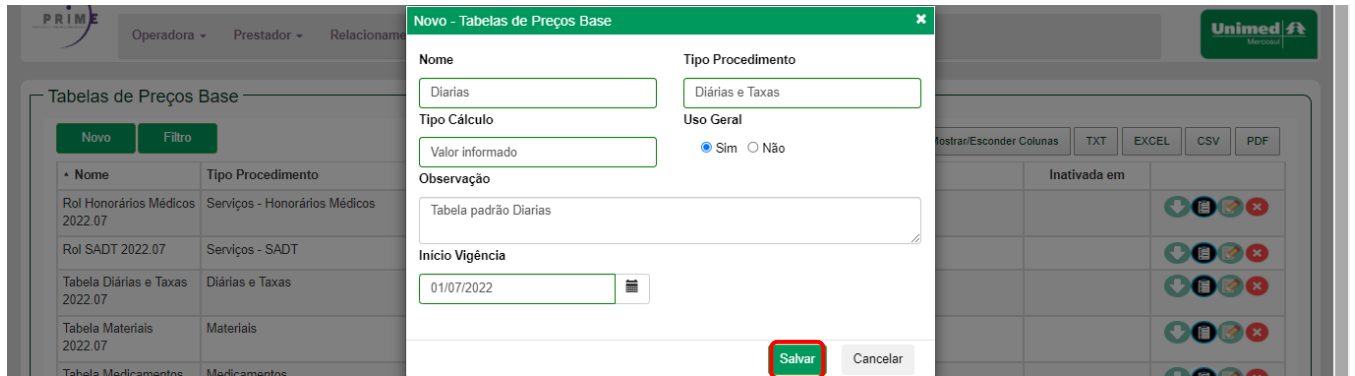 PRIME
Operadora
Prestador
Relacioname
Unimed
Mercosul
Novo - Tabelas de Preços Base
×
Nome
Tipo Procedimento
Diarias
Diárias e Taxas
Tipo Cálculo
Uso Geral
Valor informado
Sim
Não
Observação
Tabela padrão Diarias
Início Vigência
01/07/2022
Salvar
Cancelar
Tabelas de Preços Base
Novo
Filtro
Mostrar/Esconder Colunas
TXT
EXCEL
CSV
PDF
Nome
Tipo Procedimento
Inativada em
Rol Honorários Médicos
2022.07
Serviços - Honorários Médicos
Rol SADT 2022.07
Serviços - SADT
Tabela Diárias e Taxas
2022.07
Diárias e Taxas
Tabela Materiais
2022.07
Materiais
Tabela Medicamentos
Medicamentos